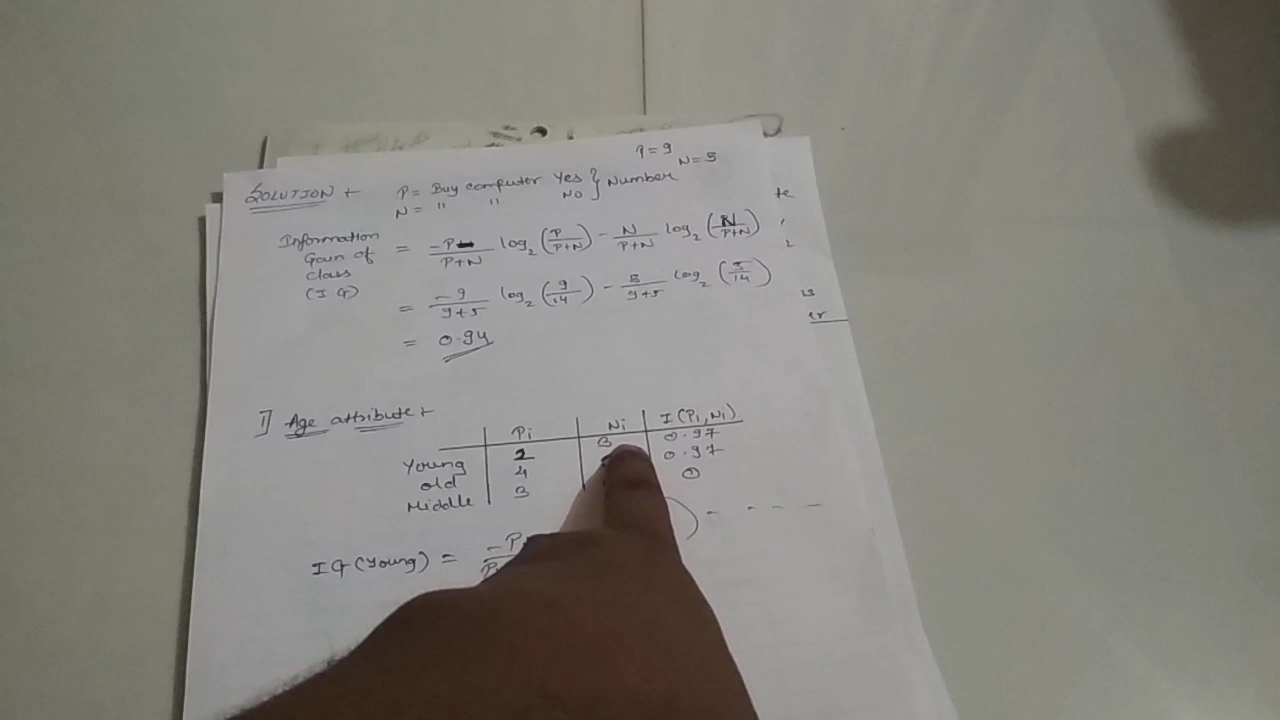 P = 9
N = 5
SOLUTION :- P = Buy computer Yes } Number
N = " " No
te
Information Gain of class (I.G) = -P/P+N log₂ (P/P+N) - N/P+N log₂ (N/P+N)
= -9/9+5 log₂ (9/14) - 5/9+5 log₂ (5/14)
= 0.94
er
1] Age attribute :-
Pi Ni I(Pi, Ni)
Young 2 3 0.97
old 4 0.97
Middle 3 0
IG (Young) = -P ) - - - -